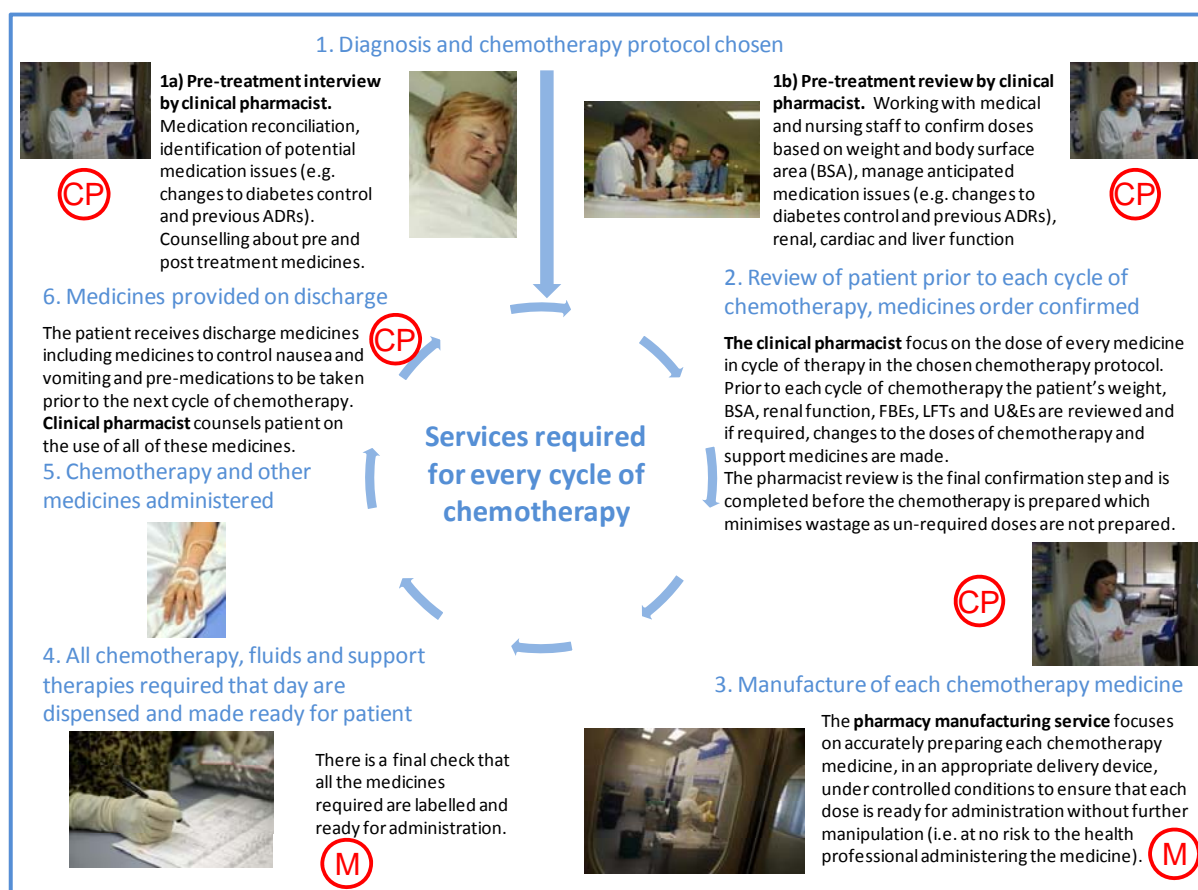 1. Diagnosis and chemotherapy protocol chosen
1a) Pre-treatment interview
by clinical pharmacist.
Medication reconciliation,
identification of potential
medication issues (e.g.
changes to diabetes control
and previous ADRs).
Counselling about pre and
post treatment medicines.
CP
1b) Pre-treatment review by clinical
pharmacist. Working with medical
and nursing staff to confirm doses
based on weight and body surface
area (BSA), manage anticipated
medication issues (e.g. changes to
diabetes control and previous ADRs),
renal, cardiac and liver function
CP
2. Review of patient prior to each cycle of
chemotherapy, medicines order confirmed
The clinical pharmacist focus on the dose of every medicine
in cycle of therapy in the chosen chemotherapy protocol.
Prior to each cycle of chemotherapy the patient's weight,
BSA, renal function, FBEs, LFTs and U&Es are reviewed and
if required, changes to the doses of chemotherapy and
support medicines are made.
The pharmacist review is the final confirmation step and is
completed before the chemotherapy is prepared which
minimises wastage as un-required doses are not prepared.
CP
3. Manufacture of each chemotherapy medicine
The pharmacy manufacturing service focuses
on accurately preparing each chemotherapy
medicine, in an appropriate delivery device,
under controlled conditions to ensure that each
dose is ready for administration without further
manipulation (i.e. at no risk to the health
professional administering the medicine).
M
4. All chemotherapy, fluids and support
therapies required that day are
dispensed and made ready for patient
There is a final check that
all the medicines
required are labelled and
ready for administration.
M
5. Chemotherapy and other
medicines administered
6. Medicines provided on discharge
The patient receives discharge medicines
including medicines to control nausea and
vomiting and pre-medications to be taken
prior to the next cycle of chemotherapy.
Clinical pharmacist counsels patient on
the use of all of these medicines.
CP
Services required
for every cycle of
chemotherapy